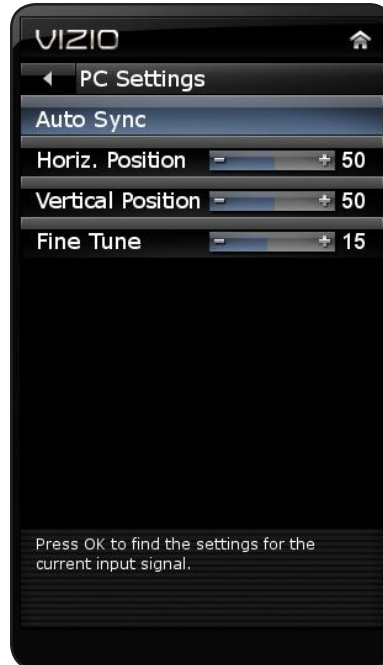 VIZIO
PC Settings
Auto Sync
Horiz. Position - + 50
Vertical Position - + 50
Fine Tune - + 15
Press OK to find the settings for the
current input signal.